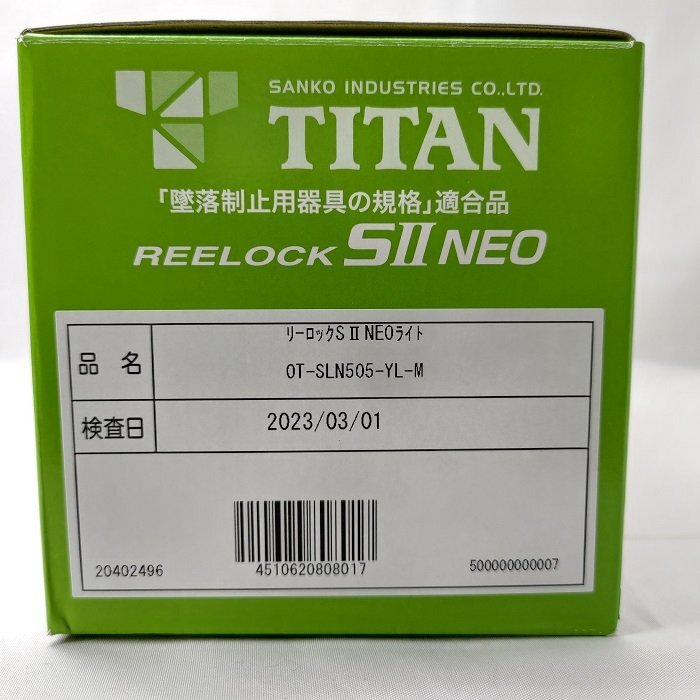 SANKO INDUSTRIES CO.,LTD.
TITAN
「墜落制止用器具の規格」適合品
REELOCK SII NEO
品 名
リーロックSⅡNEOライト
OT-SLN505-YL-M
検査日
2023/03/01
4510620808017
20402496
500000000007